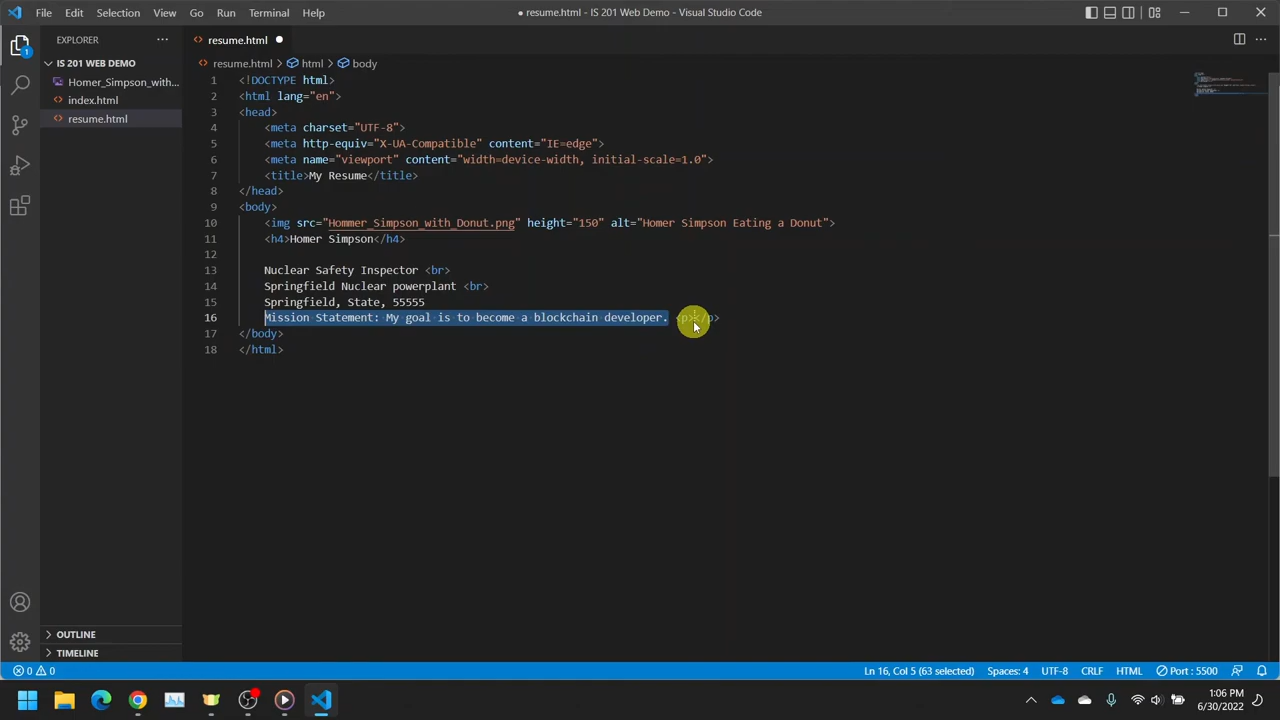 File Edit Selection View Go Run Terminal Help
● resume.html - IS 201 Web Demo - Visual Studio Code
EXPLORER
IS 201 WEB DEMO
Homer_Simpson_with...
index.html
resume.html
1
resume.html
resume.html > html > body
1 <!DOCTYPE html>
2 <html lang="en">
3 <head>
4 <meta charset="UTF-8">
5 <meta http-equiv="X-UA-Compatible" content="IE=edge">
6 <meta name="viewport" content="width=device-width, initial-scale=1.0">
7 <title>My Resume</title>
8 </head>
9 <body>
10 <img src="Hommer_Simpson_with_Donut.png" height="150" alt="Homer Simpson Eating a Donut">
11 <h4>Homer Simpson</h4>
12
13 Nuclear Safety Inspector <br>
14 Springfield Nuclear powerplant <br>
15 Springfield, State, 55555
16 Mission Statement: My goal is to become a blockchain developer. <p></p>
17 </body>
18 </html>
OUTLINE
TIMELINE
0 0
Ln 16, Col 5 (63 selected) Spaces: 4 UTF-8 CRLF HTML Port : 5500
1:06 PM
6/30/2022